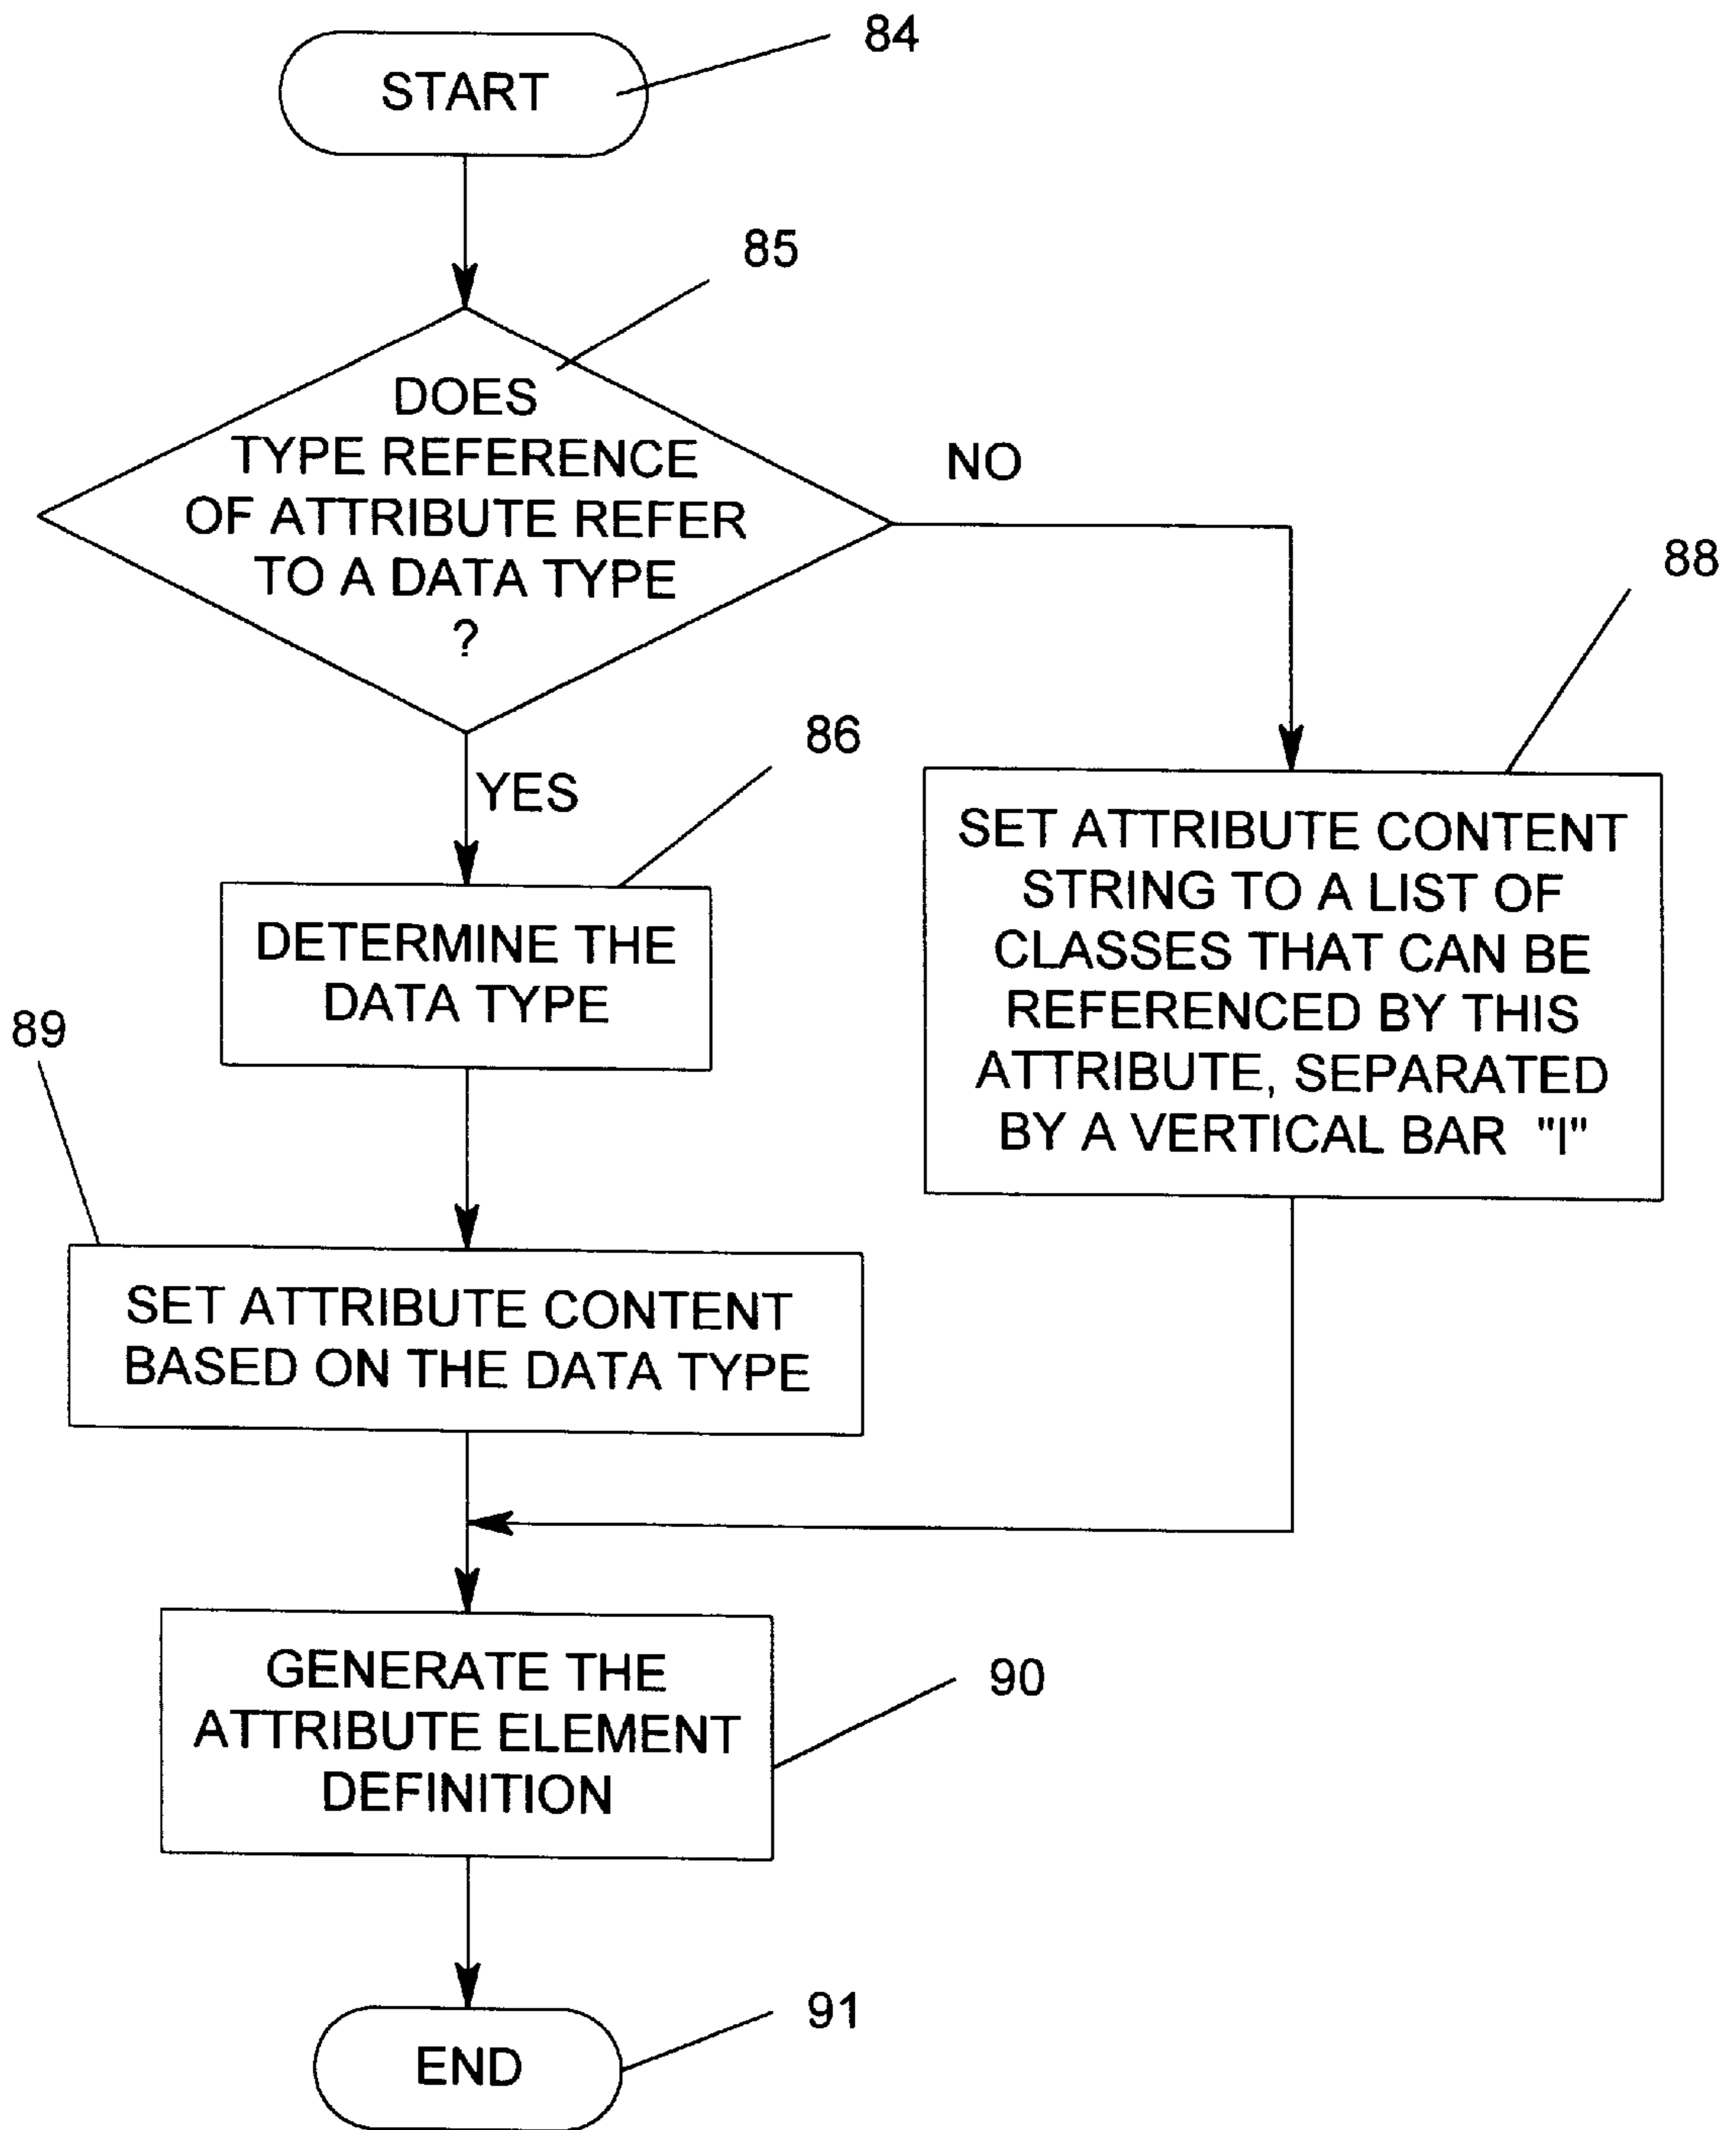 84
START
85
DOES
TYPE REFERENCE
OF ATTRIBUTE REFER
TO A DATA TYPE
?
NO
YES
88
SET ATTRIBUTE CONTENT
STRING TO A LIST OF
CLASSES THAT CAN BE
REFERENCED BY THIS
ATTRIBUTE, SEPARATED
BY A VERTICAL BAR "|"
86
DETERMINE THE
DATA TYPE
89
SET ATTRIBUTE CONTENT
BASED ON THE DATA TYPE
GENERATE THE
ATTRIBUTE ELEMENT
DEFINITION
90
END
91